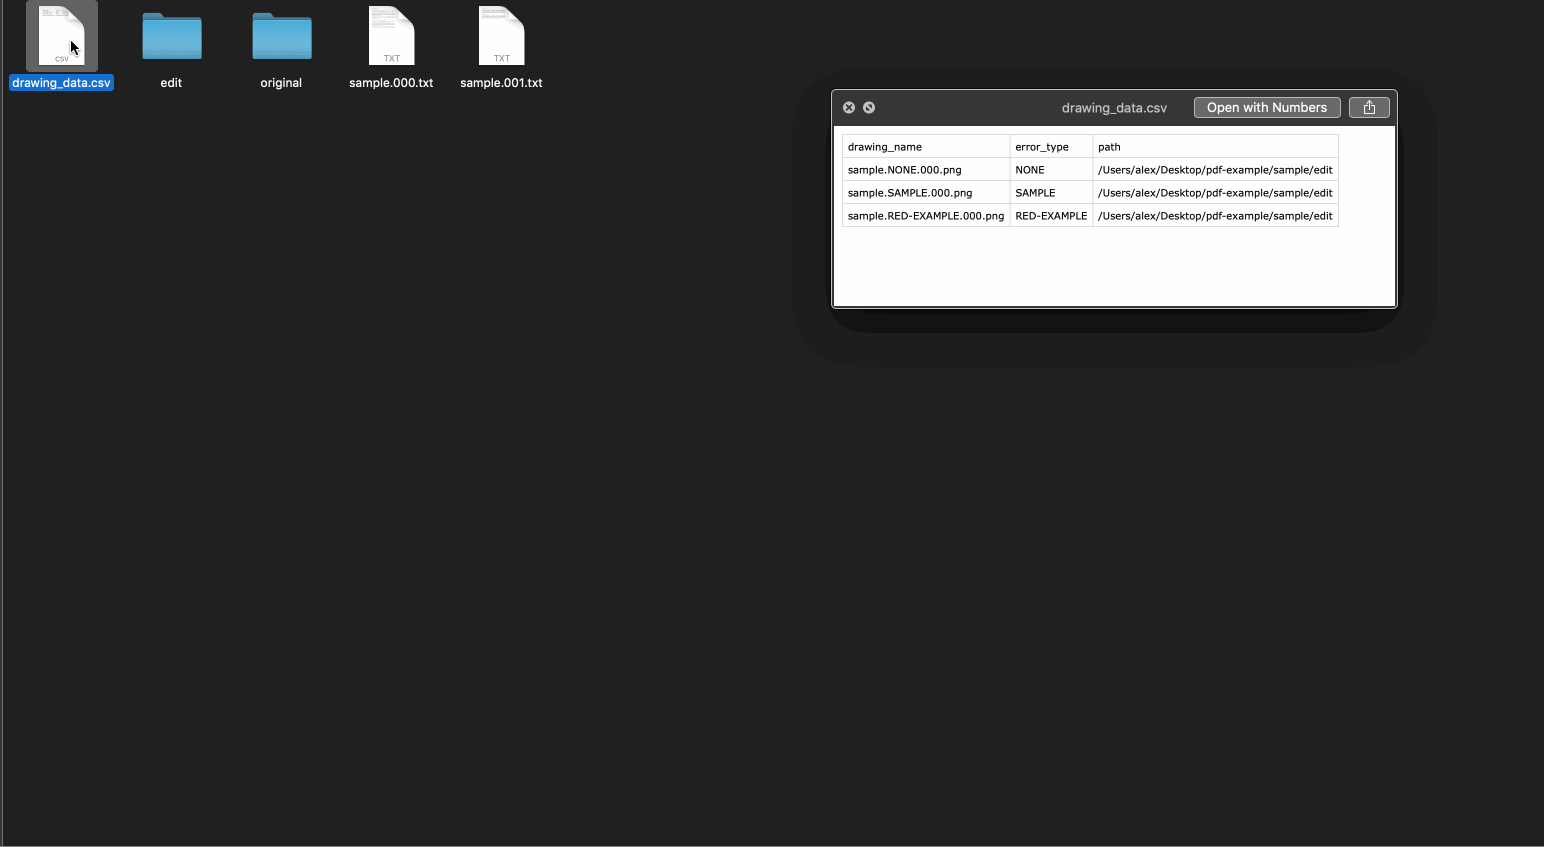 CSV
TXT
TXT
drawing_data.csv
edit
original
sample.000.txt
sample.001.txt
drawing_data.csv
Open with Numbers
drawing_name error_type path
sample.NONE.000.png NONE /Users/alex/Desktop/pdf-example/sample/edit
sample.SAMPLE.000.png SAMPLE /Users/alex/Desktop/pdf-example/sample/edit
sample.RED-EXAMPLE.000.png RED-EXAMPLE /Users/alex/Desktop/pdf-example/sample/edit